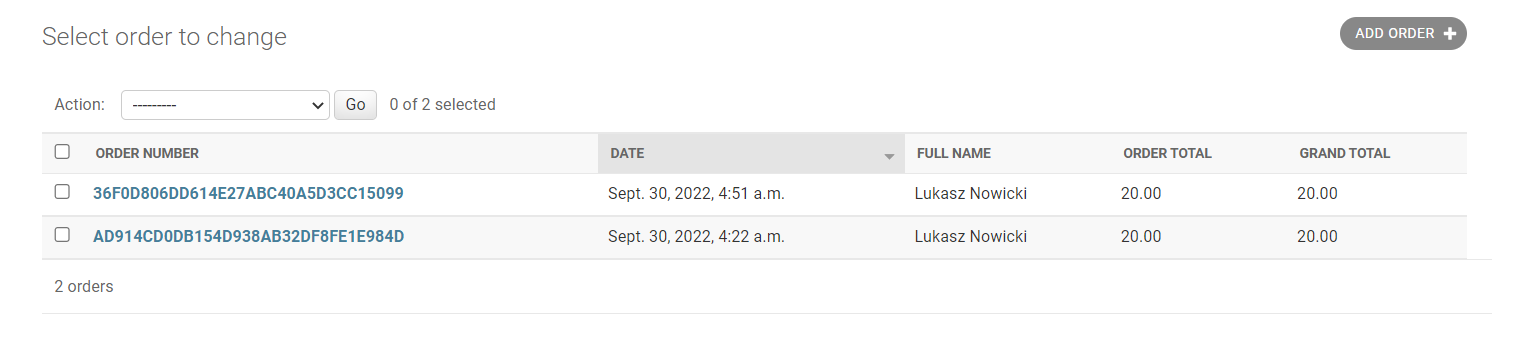 Select order to change
ADD ORDER +
Action: --------- Go 0 of 2 selected
ORDER NUMBER DATE FULL NAME ORDER TOTAL GRAND TOTAL
36F0D806DD614E27ABC40A5D3CC15099 Sept. 30, 2022, 4:51 a.m. Lukasz Nowicki 20.00 20.00
AD914CD0DB154D938AB32DF8FE1E984D Sept. 30, 2022, 4:22 a.m. Lukasz Nowicki 20.00 20.00
2 orders